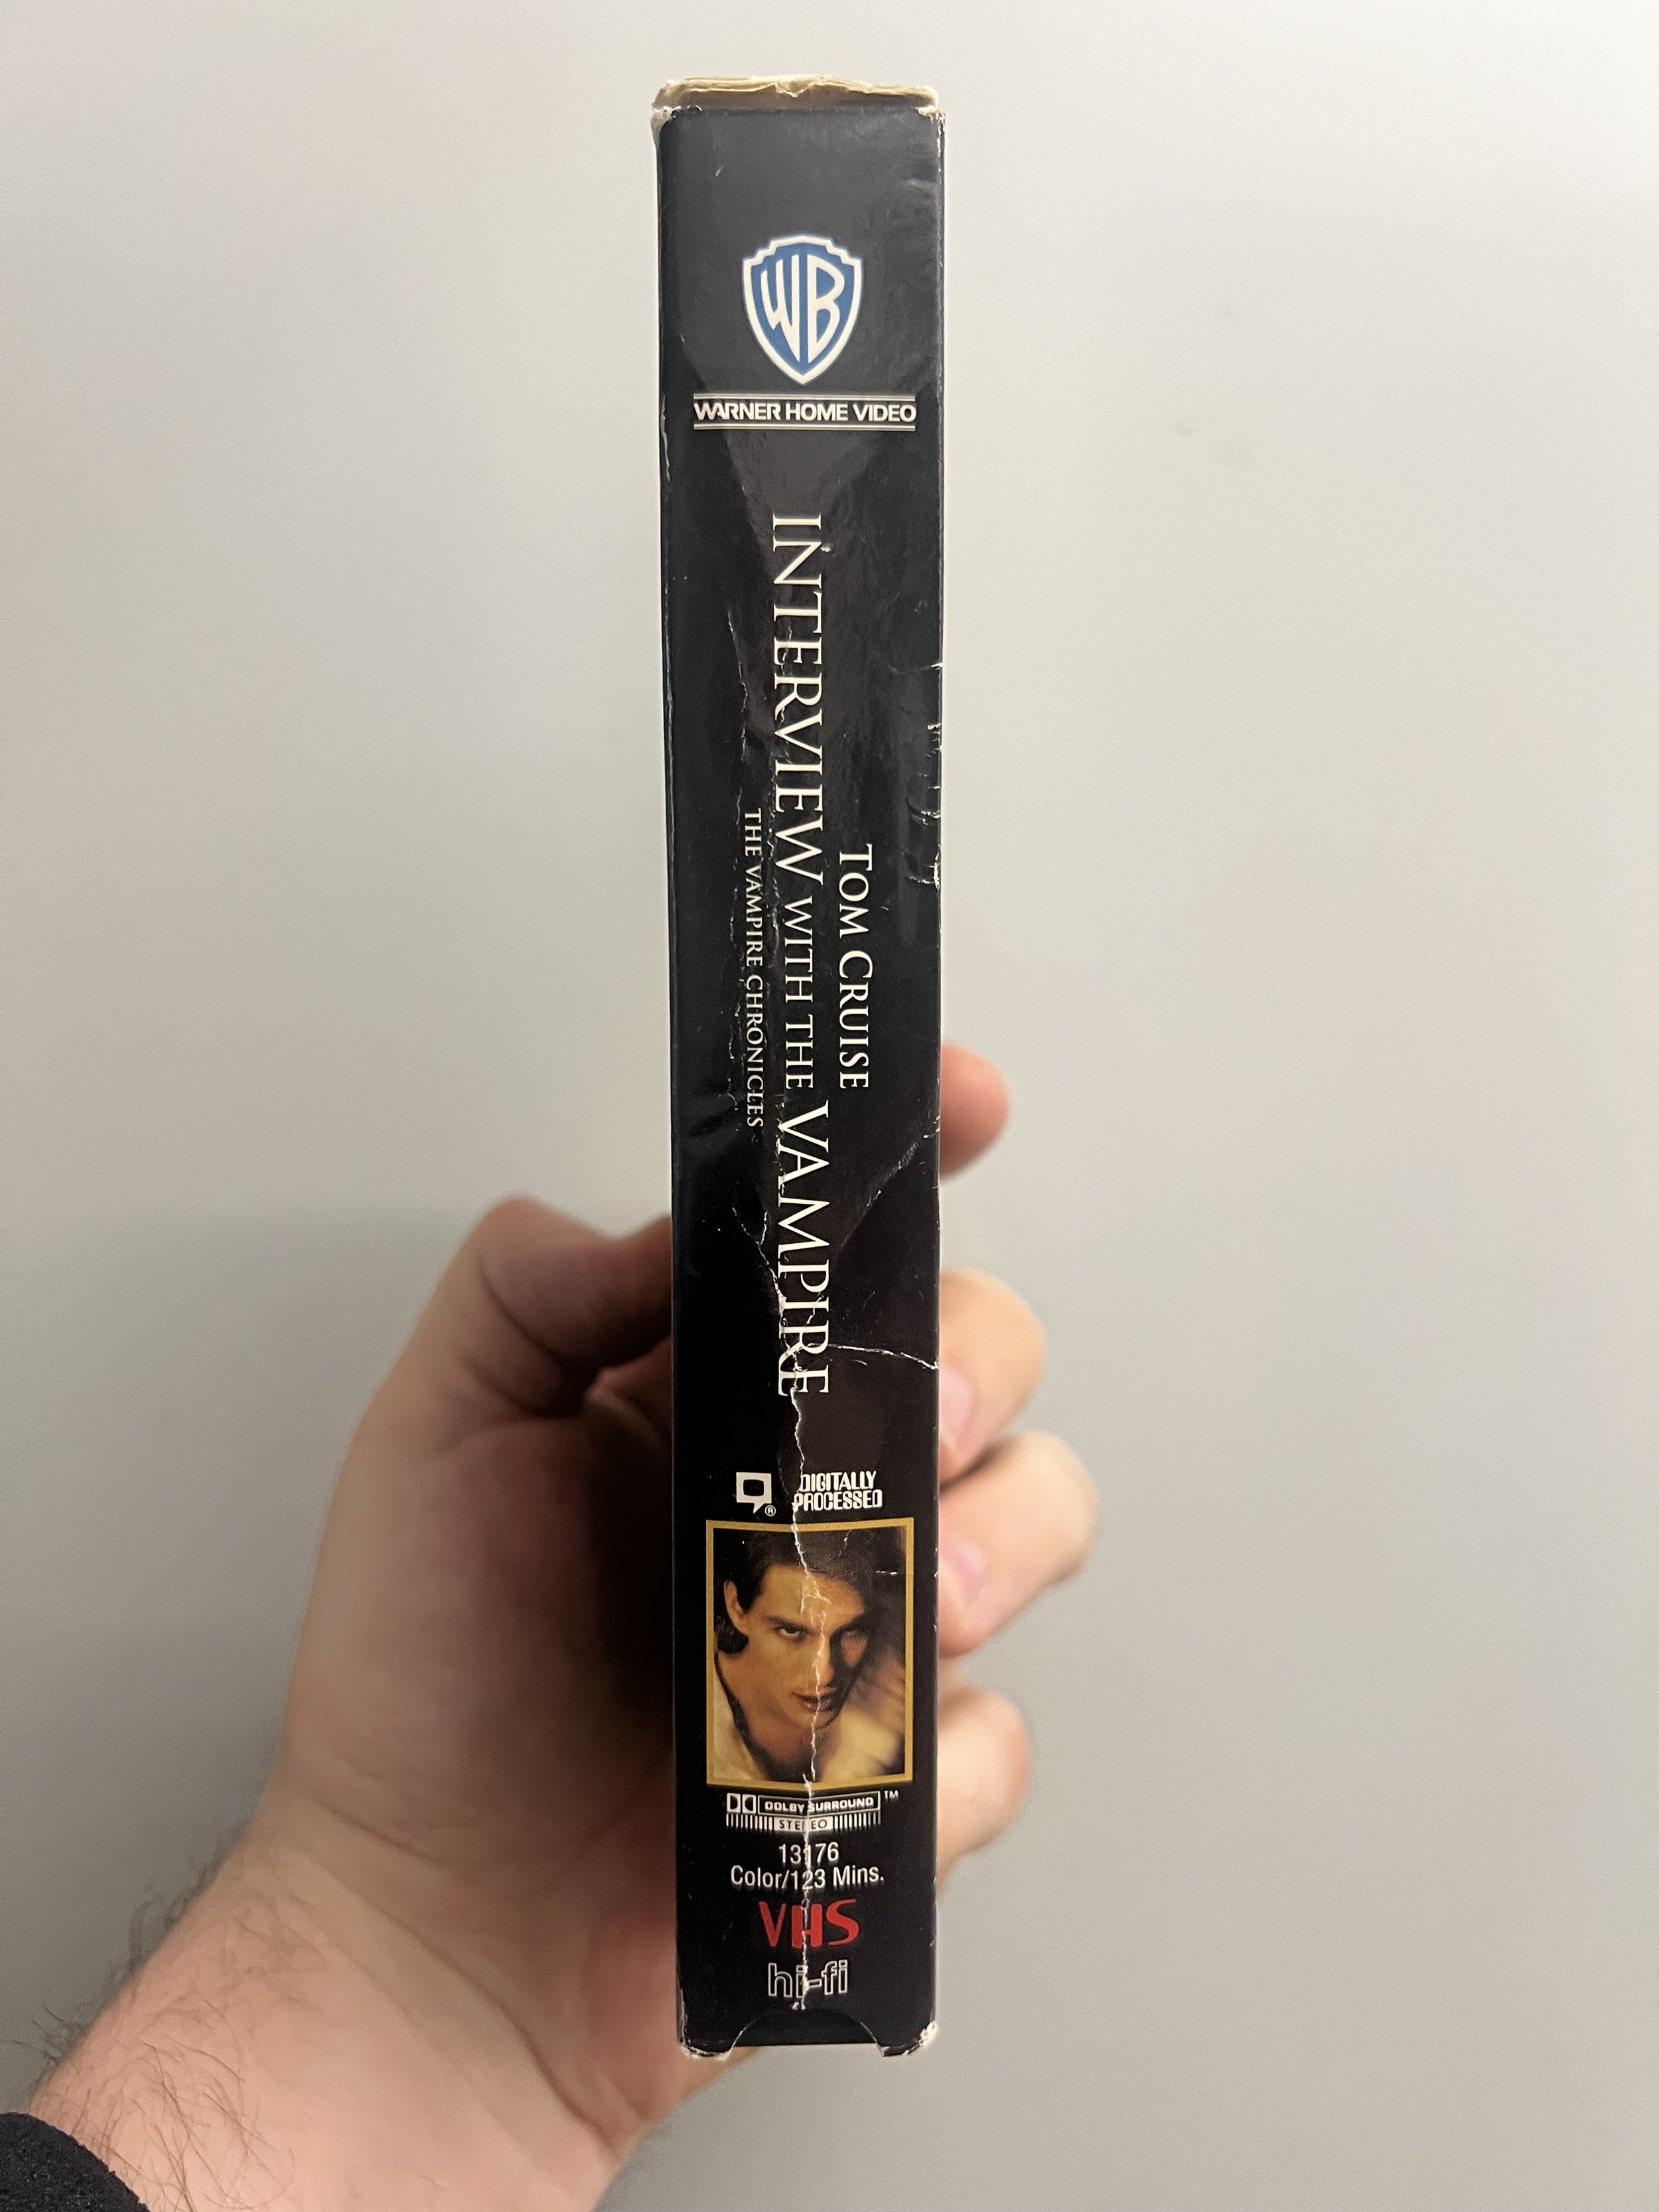 WB
WARNER HOME VIDEO
TOM CRUISE
INTERVIEW WITH THE VAMPIRE
THE VAMPIRE CHRONICLES
®
DIGITALLY
PROCESSED
DOLBY SURROUND ™
STEREO
13176
Color/123 Mins.
VHS
hi-fi